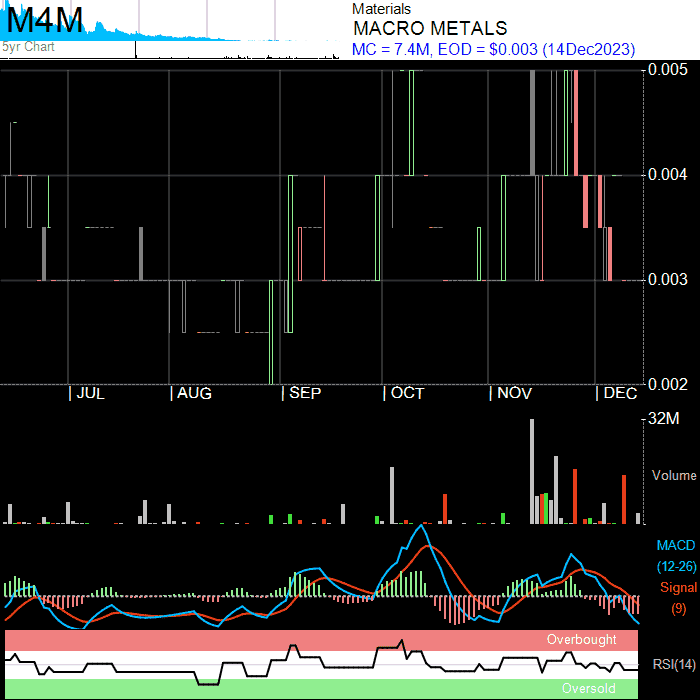 M4M
5yr Chart
Materials
MACRO METALS
MC = 7.4M, EOD = $0.003 (14Dec2023)
0.005
0.004
0.003
0.002
| JUL | AUG | SEP | OCT | NOV | DEC
32M
Volume
MACD
(12-26)
Signal
(9)
Overbought
RSI(14)
Oversold